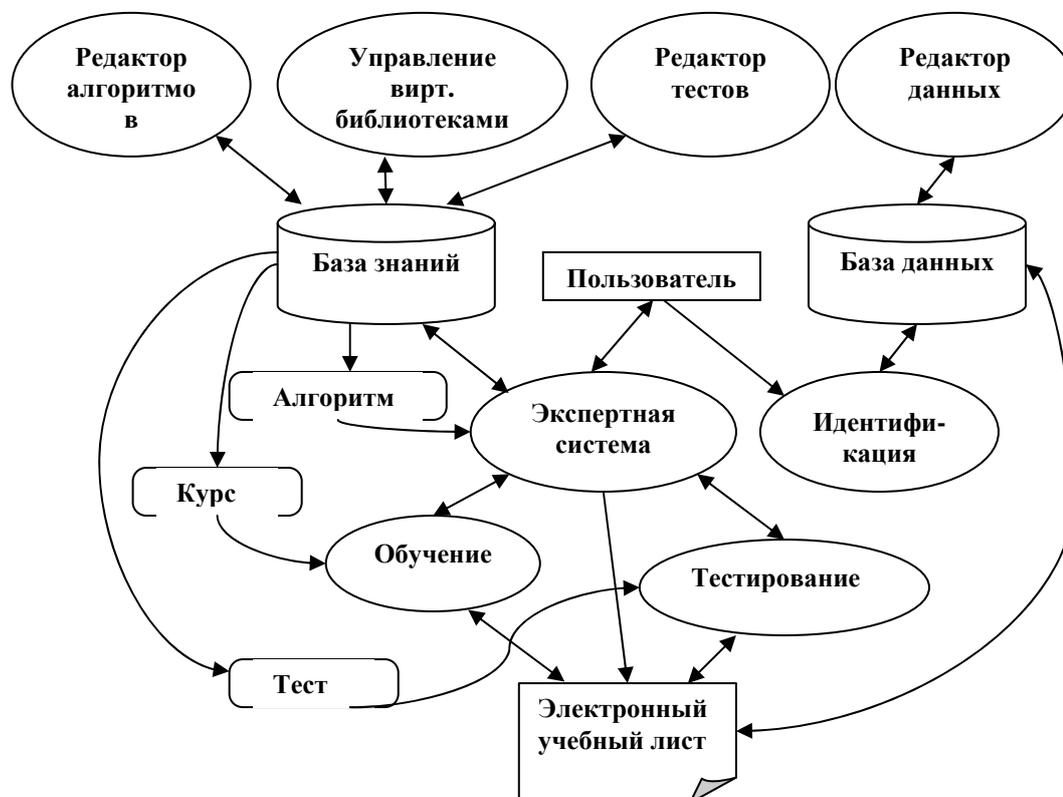 Редактор
алгоритмо
в
Управление
вирт.
библиотеками
Редактор
тестов
Редактор
данных
База знаний
Пользователь
База данных
Алгоритм
Экспертная
система
Идентифи-
кация
Курс
Обучение
Тестирование
Тест
Электронный
учебный лист